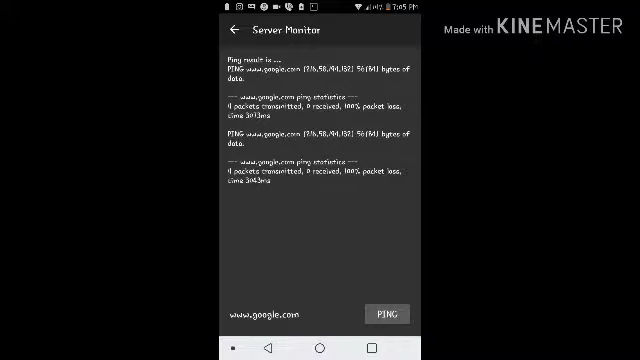 7:05 PM
Made with KINEMASTER
Server Monitor
Ping result is ...
PING www.google.com (216.58.194.132) 56(84) bytes of
data.
--- www.google.com ping statistics ---
4 packets transmitted, 0 received, 100% packet loss,
time 3013ms
PING www.google.com (216.58.194.132) 56(84) bytes of
data.
--- www.google.com ping statistics ---
4 packets transmitted, 0 received, 100% packet loss,
time 3043ms
www.google.com
PING